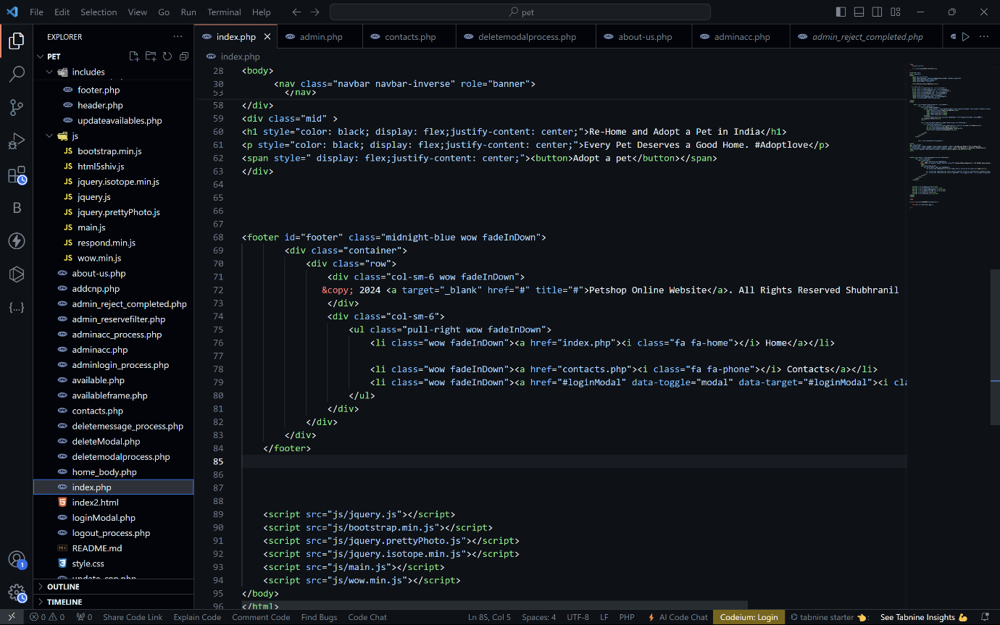 File Edit Selection View Go Run Terminal Help
pet
EXPLORER
PET
includes
footer.php
header.php
updateavailables.php
js
JS bootstrap.min.js
JS html5shiv.js
JS jquery.isotope.min.js
JS jquery.js
JS jquery.prettyPhoto.js
JS main.js
JS respond.min.js
JS wow.min.js
about-us.php
addcnp.php
admin_reject_completed.php
admin_reservefilter.php
adminacc_process.php
adminacc.php
adminlogin_process.php
available.php
availableframe.php
contacts.php
deletemessage_process.php
deleteModal.php
deletemodalprocess.php
home_body.php
index.php
index2.html
loginModal.php
logout_process.php
README.md
style.css
update_cnp.php
OUTLINE
TIMELINE
index.php admin.php contacts.php deletemodalprocess.php about-us.php adminacc.php admin_reject_completed.php
index.php
28 <body>
30 <nav class="navbar navbar-inverse" role="banner">
53 </nav>
58 </div>
59 <div class="mid" >
60 <h1 style="color: black; display: flex;justify-content: center;">Re-Home and Adopt a Pet in India</h1>
61 <p style="color: black; display: flex;justify-content: center;">Every Pet Deserves a Good Home. #Adoptlove</p>
62 <span style=" display: flex;justify-content: center;"><button>Adopt a pet</button></span>
63 </div>
64
65
66
67
68 <footer id="footer" class="midnight-blue wow fadeInDown">
69 <div class="container">
70 <div class="row">
71 <div class="col-sm-6 wow fadeInDown">
72 &copy; 2024 <a target="_blank" href="#" title="#">Petshop Online Website</a>. All Rights Reserved Shubhranil
73 </div>
74 <div class="col-sm-6">
75 <ul class="pull-right wow fadeInDown">
76 <li class="wow fadeInDown"><a href="index.php"><i class="fa fa-home"></i> Home</a></li>
77
78 <li class="wow fadeInDown"><a href="contacts.php"><i class="fa fa-phone"></i> Contacts</a></li>
79 <li class="wow fadeInDown"><a href="#loginModal" data-toggle="modal" data-target="#loginModal"><i cla
80 </ul>
81 </div>
82 </div>
83 </div>
84 </footer>
85
86
87
88
89 <script src="js/jquery.js"></script>
90 <script src="js/bootstrap.min.js"></script>
91 <script src="js/jquery.prettyPhoto.js"></script>
92 <script src="js/jquery.isotope.min.js"></script>
93 <script src="js/main.js"></script>
94 <script src="js/wow.min.js"></script>
95 </body>
96 </html>
0 0 0 Share Code Link Explain Code Comment Code Find Bugs Code Chat Ln 85, Col 5 Spaces: 4 UTF-8 LF PHP AI Code Chat Codeium: Login tabnine starter : See Tabnine Insights